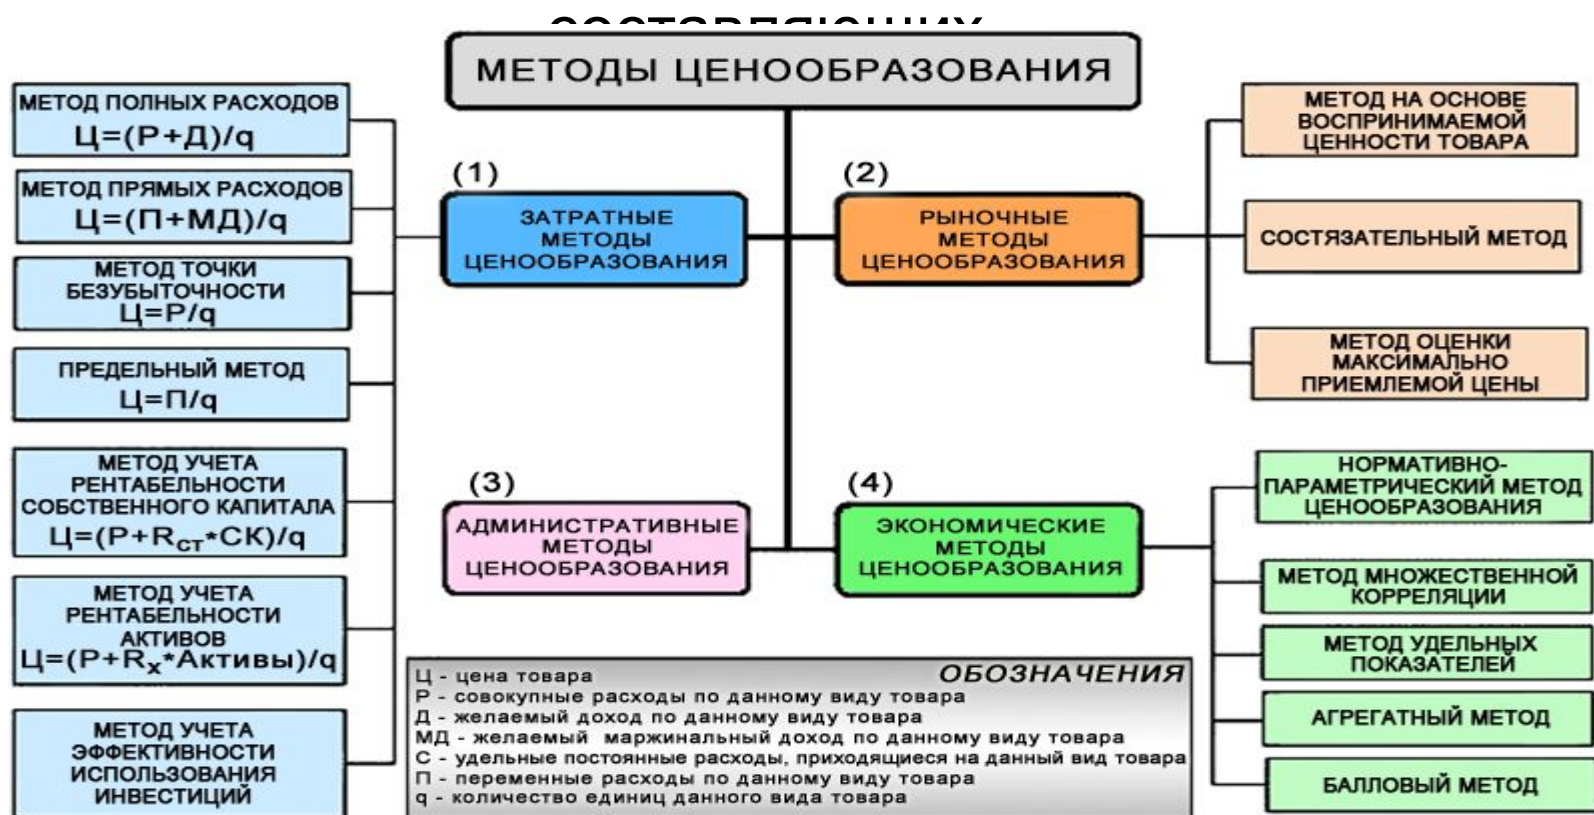 составляющих
МЕТОДЫ ЦЕНООБРАЗОВАНИЯ
МЕТОД ПОЛНЫХ РАСХОДОВ
Ц=(Р+Д)/q
МЕТОД ПРЯМЫХ РАСХОДОВ
Ц=(П+МД)/q
МЕТОД ТОЧКИ
БЕЗУБЫТОЧНОСТИ
Ц=Р/q
ПРЕДЕЛЬНЫЙ МЕТОД
Ц=П/q
МЕТОД УЧЕТА
РЕНТАБЕЛЬНОСТИ
СОБСТВЕННОГО КАПИТАЛА
Ц=(Р+Rст*СК)/q
МЕТОД УЧЕТА
РЕНТАБЕЛЬНОСТИ
АКТИВОВ
Ц=(Р+Rх*Активы)/q
МЕТОД УЧЕТА
ЭФФЕКТИВНОСТИ
ИСПОЛЬЗОВАНИЯ
ИНВЕСТИЦИЙ
(1)
ЗАТРАТНЫЕ
МЕТОДЫ
ЦЕНООБРАЗОВАНИЯ
(2)
РЫНОЧНЫЕ
МЕТОДЫ
ЦЕНООБРАЗОВАНИЯ
(3)
АДМИНИСТРАТИВНЫЕ
МЕТОДЫ
ЦЕНООБРАЗОВАНИЯ
(4)
ЭКОНОМИЧЕСКИЕ
МЕТОДЫ
ЦЕНООБРАЗОВАНИЯ
МЕТОД НА ОСНОВЕ
ВОСПРИНИМАЕМОЙ
ЦЕННОСТИ ТОВАРА
СОСТЯЗАТЕЛЬНЫЙ МЕТОД
МЕТОД ОЦЕНКИ
МАКСИМАЛЬНО
ПРИЕМЛЕМОЙ ЦЕНЫ
НОРМАТИВНО-
ПАРАМЕТРИЧЕСКИЙ МЕТОД
ЦЕНООБРАЗОВАНИЯ
МЕТОД МНОЖЕСТВЕННОЙ
КОРРЕЛЯЦИИ
МЕТОД УДЕЛЬНЫХ
ПОКАЗАТЕЛЕЙ
АГРЕГАТНЫЙ МЕТОД
БАЛЛОВЫЙ МЕТОД
ОБОЗНАЧЕНИЯ
Ц - цена товара
Р - совокупные расходы по данному виду товара
Д - желаемый доход по данному виду товара
МД - желаемый маржинальный доход по данному виду товара
С - удельные постоянные расходы, приходящиеся на данный вид товара
П - переменные расходы по данному виду товара
q - количество единиц данного вида товара